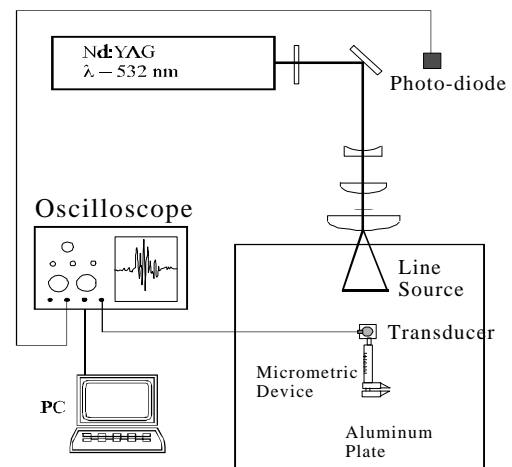 Nd:YAG
λ – 532 nm
Photo-diode
Oscilloscope
Line
Source
Transducer
Micrometric
Device
PC
Aluminum
Plate